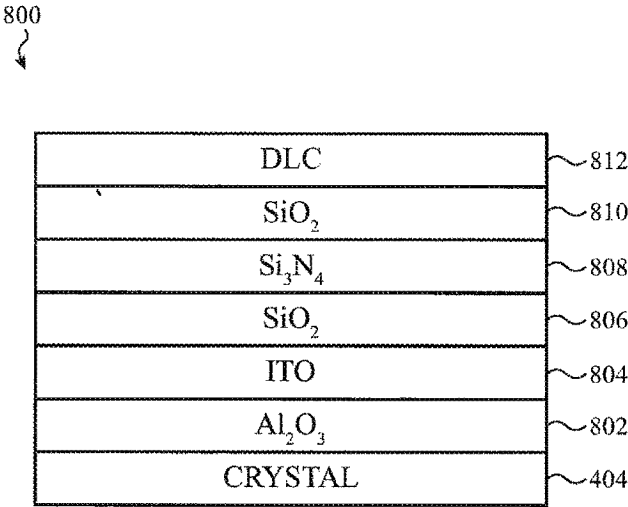 800
DLC 812
SiO₂ 810
Si₃N₄ 808
SiO₂ 806
ITO 804
Al₂O₃ 802
CRYSTAL 404